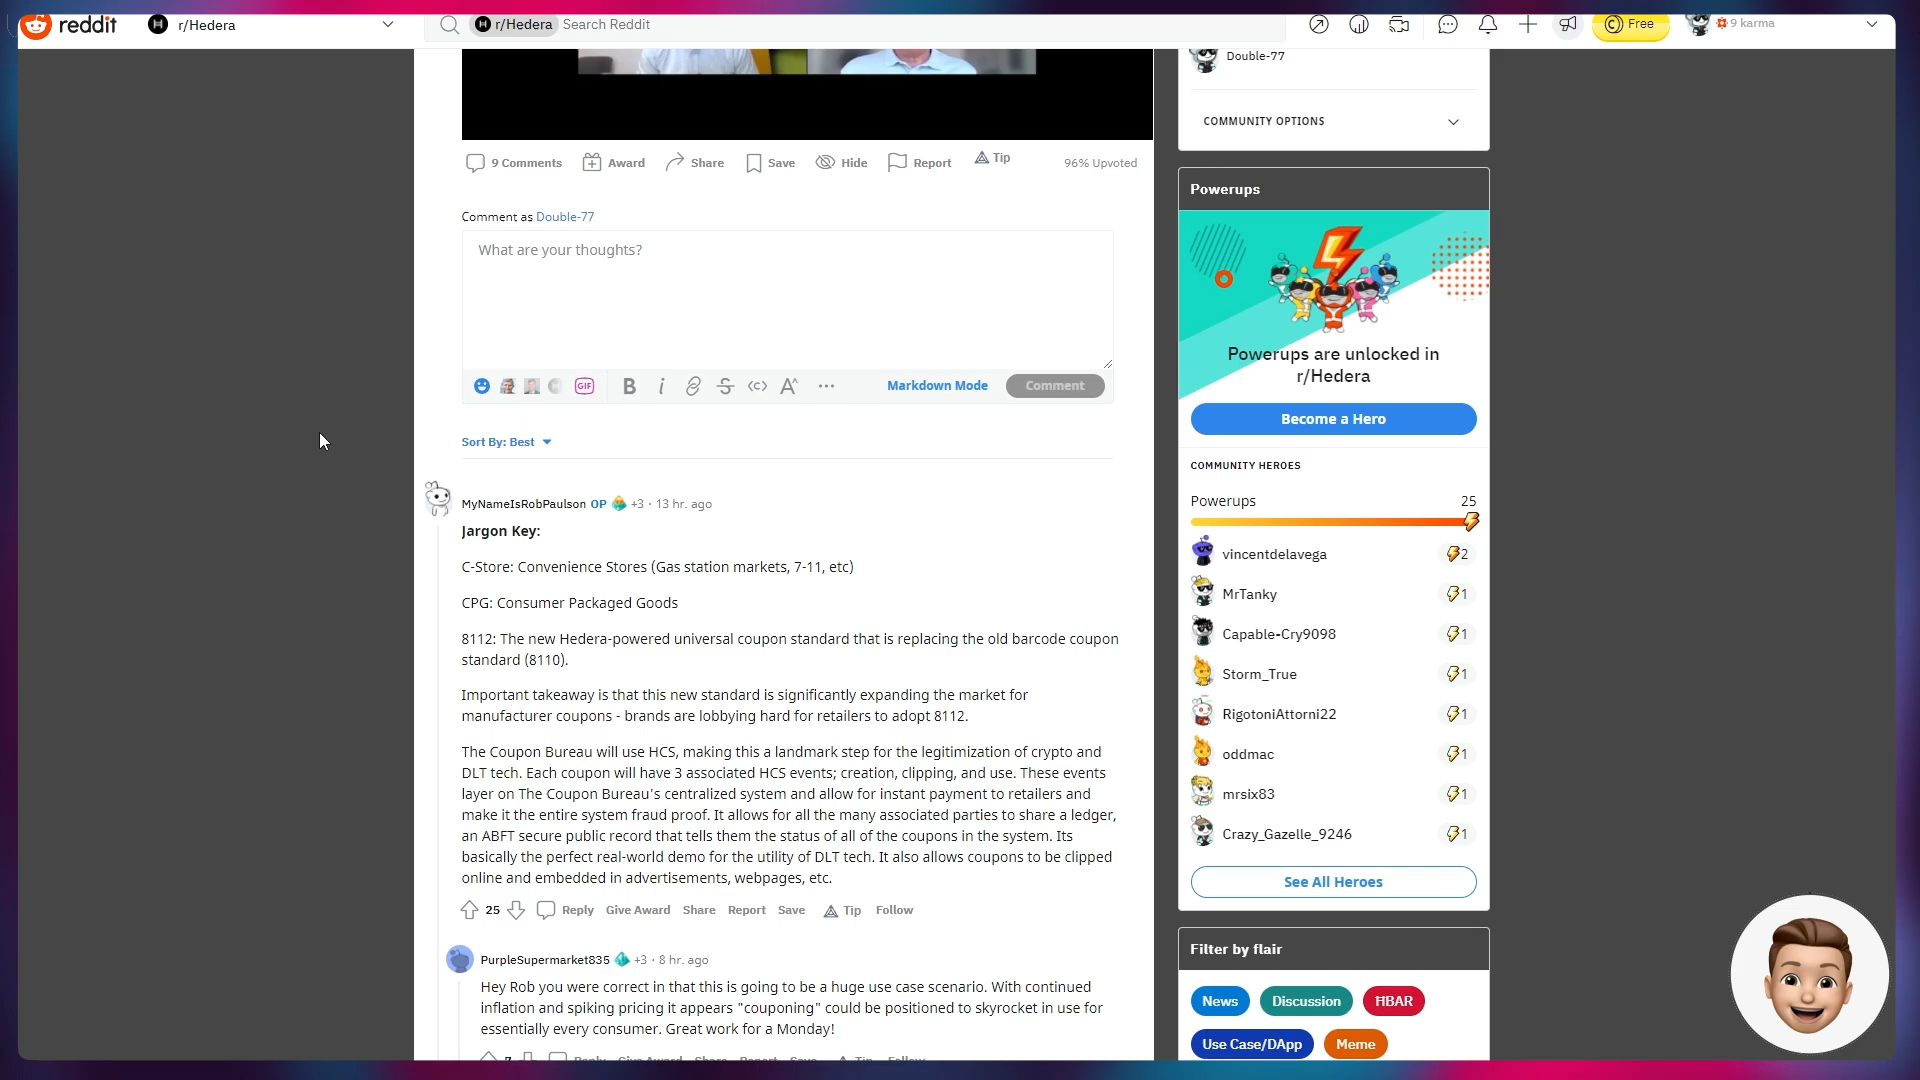 reddit
r/Hedera
r/Hedera Search Reddit
Free
9 karma
Double-77
COMMUNITY OPTIONS
9 Comments Award Share Save Hide Report Tip 96% Upvoted
Comment as Double-77
What are your thoughts?
GIF
Markdown Mode Comment
Sort By: Best
MyNameIsRobPaulson OP +3 · 13 hr. ago
Jargon Key:
C-Store: Convenience Stores (Gas station markets, 7-11, etc)
CPG: Consumer Packaged Goods
8112: The new Hedera-powered universal coupon standard that is replacing the old barcode coupon
standard (8110).
Important takeaway is that this new standard is significantly expanding the market for
manufacturer coupons - brands are lobbying hard for retailers to adopt 8112.
The Coupon Bureau will use HCS, making this a landmark step for the legitimization of crypto and
DLT tech. Each coupon will have 3 associated HCS events; creation, clipping, and use. These events
layer on The Coupon Bureau's centralized system and allow for instant payment to retailers and
make it the entire system fraud proof. It allows for all the many associated parties to share a ledger,
an ABFT secure public record that tells them the status of all of the coupons in the system. Its
basically the perfect real-world demo for the utility of DLT tech. It also allows coupons to be clipped
online and embedded in advertisements, webpages, etc.
25 Reply Give Award Share Report Save Tip Follow
PurpleSupermarket835 +3 · 8 hr. ago
Hey Rob you were correct in that this is going to be a huge use case scenario. With continued
inflation and spiking pricing it appears "couponing" could be positioned to skyrocket in use for
essentially every consumer. Great work for a Monday!
7 Reply Give Award Share Report Save Tip Follow
Powerups
Powerups are unlocked in
r/Hedera
Become a Hero
COMMUNITY HEROES
Powerups 25
vincentdelavega 2
MrTanky 1
Capable-Cry9098 1
Storm_True 1
RigotoniAttorni22 1
oddmac 1
mrsix83 1
Crazy_Gazelle_9246 1
See All Heroes
Filter by flair
News Discussion ℏBAR
Use Case/DApp Meme